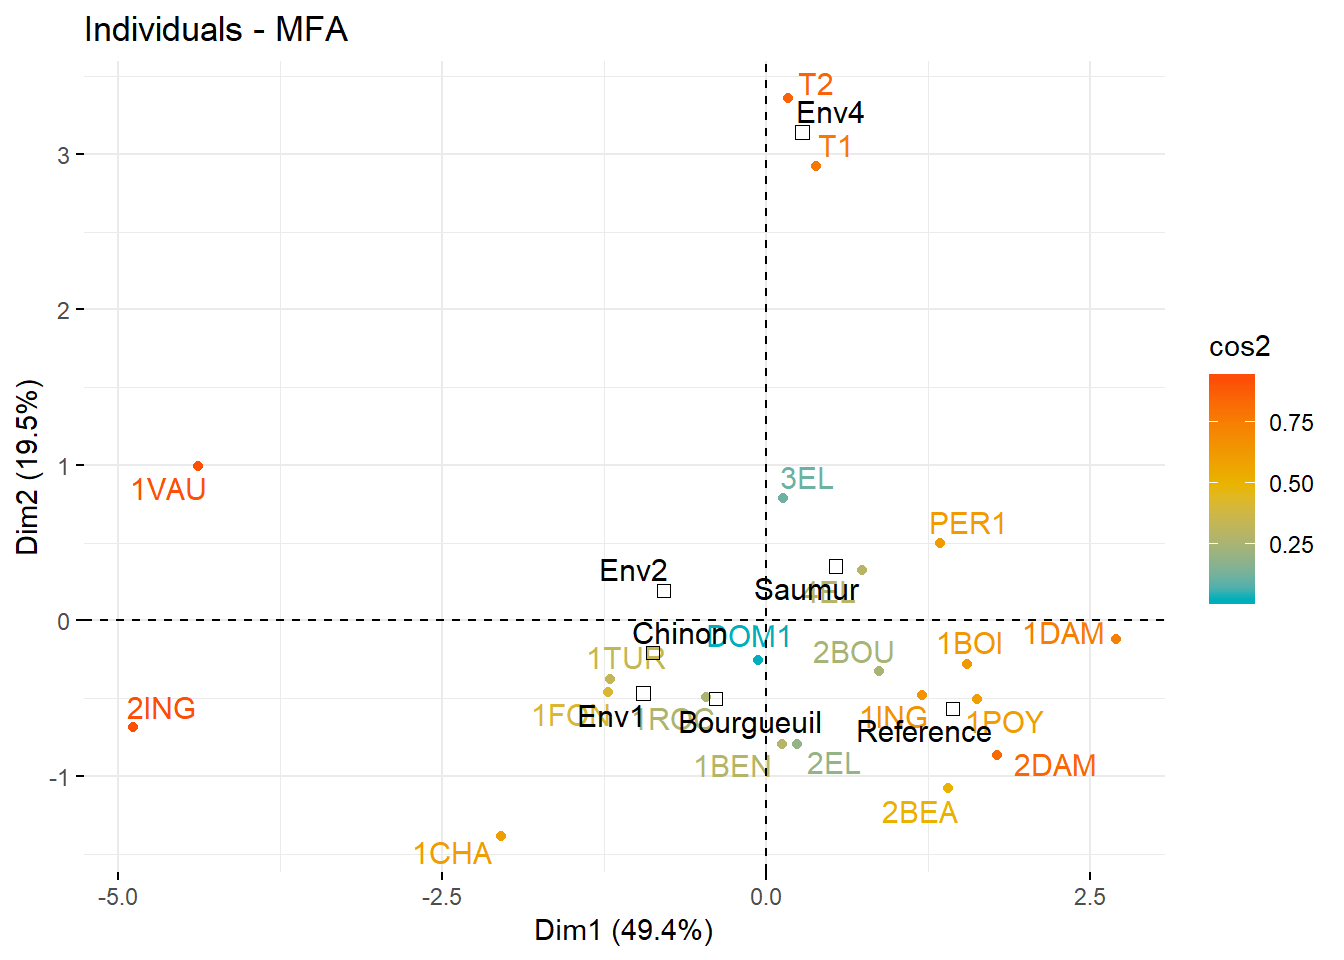 Individuals - MFA
T2
Env4
T1
3
2
cos2
0.75
0.50
0.25
1
1VAU
3EL
PER1
Dim2 (19.5%)
Env2
Saumur
4EL
0
Chinon
DOM1
1DAM
1BOI
2BOU
1TUR
2ING
1FON
Env1
1ROC
Bourgueuil
1ING
1POY
Reference
1BEN
2EL
2DAM
-1
2BEA
1CHA
-5.0
-2.5
0.0
2.5
Dim1 (49.4%)